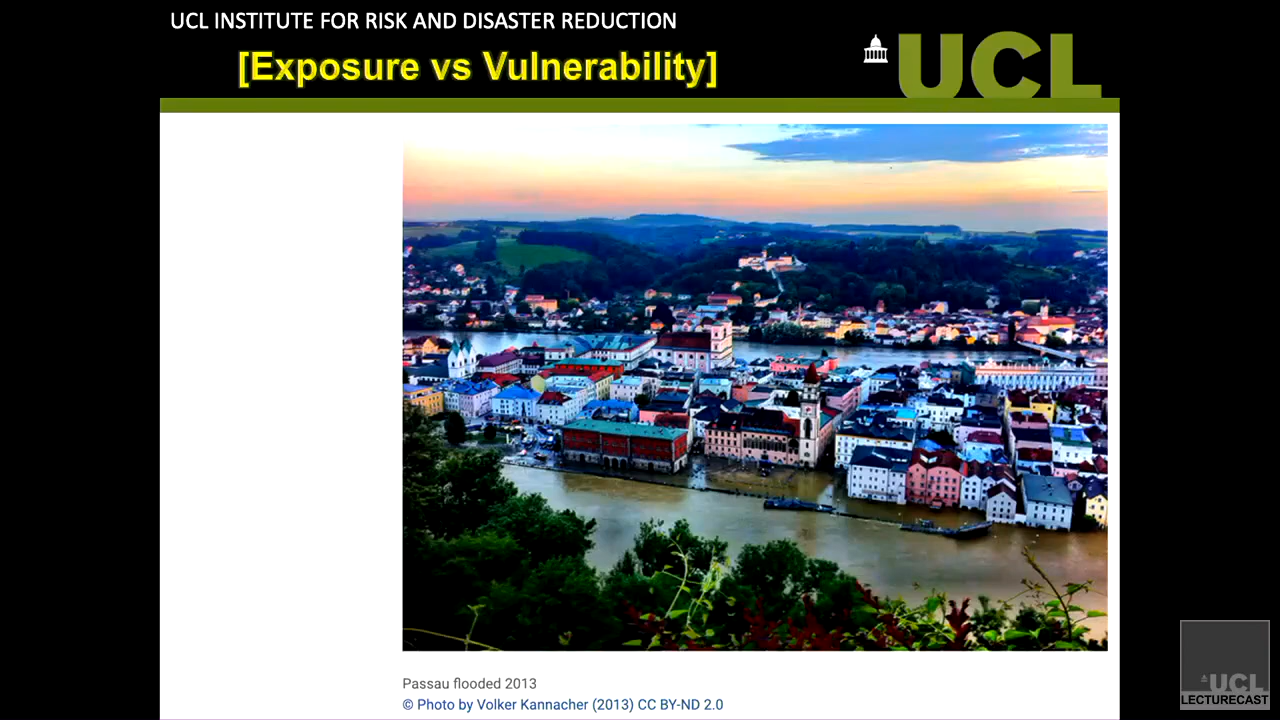 UCL INSTITUTE FOR RISK AND DISASTER REDUCTION
[Exposure vs Vulnerability]
UCL
Passau flooded 2013
© Photo by Volker Kannacher (2013) CC BY-ND 2.0
UCL
LECTURECAST